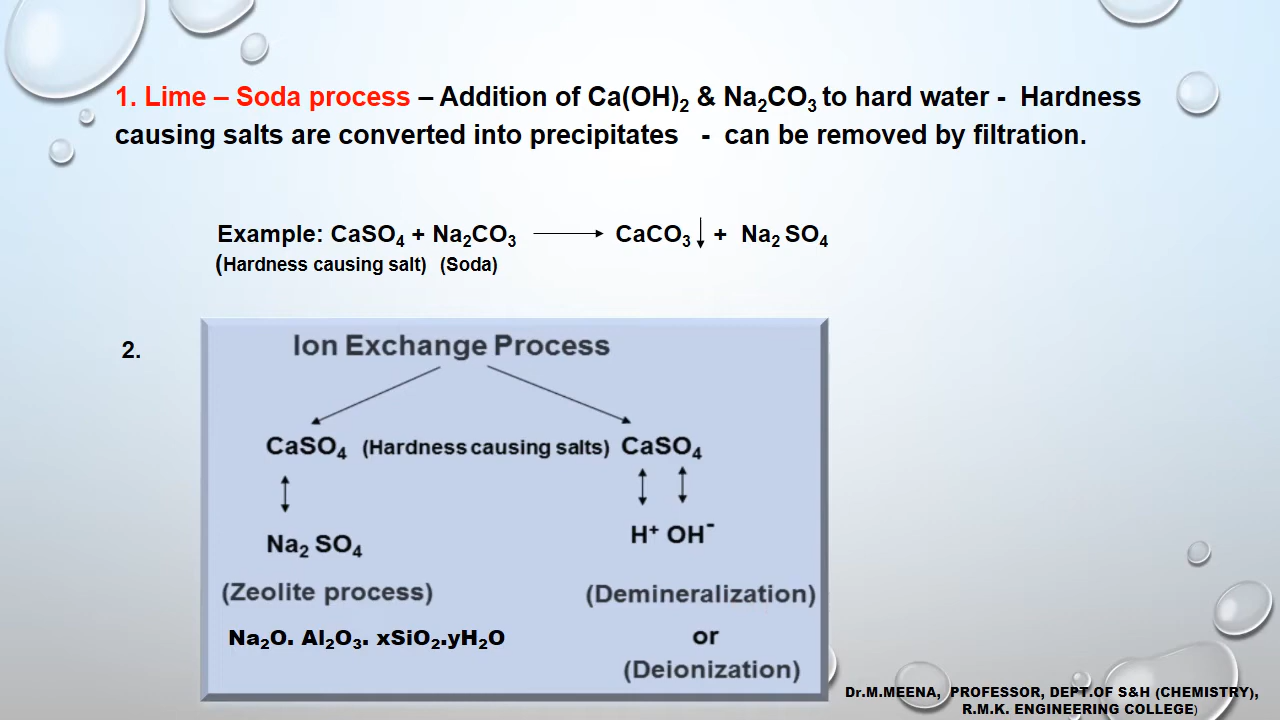 1. Lime – Soda process – Addition of Ca(OH)₂ & Na₂CO₃ to hard water - Hardness
causing salts are converted into precipitates - can be removed by filtration.
Example: CaSO₄ + Na₂CO₃ ⟶ CaCO₃↓ + Na₂ SO₄
(Hardness causing salt) (Soda)
2.
Ion Exchange Process
CaSO₄ (Hardness causing salts) CaSO₄
Na₂ SO₄
H⁺ OH⁻
(Zeolite process)
(Demineralization)
Na₂O. Al₂O₃. xSiO₂.yH₂O
or
(Deionization)
Dr.M.MEENA, PROFESSOR, DEPT.OF S&H (CHEMISTRY),
R.M.K. ENGINEERING COLLEGE)